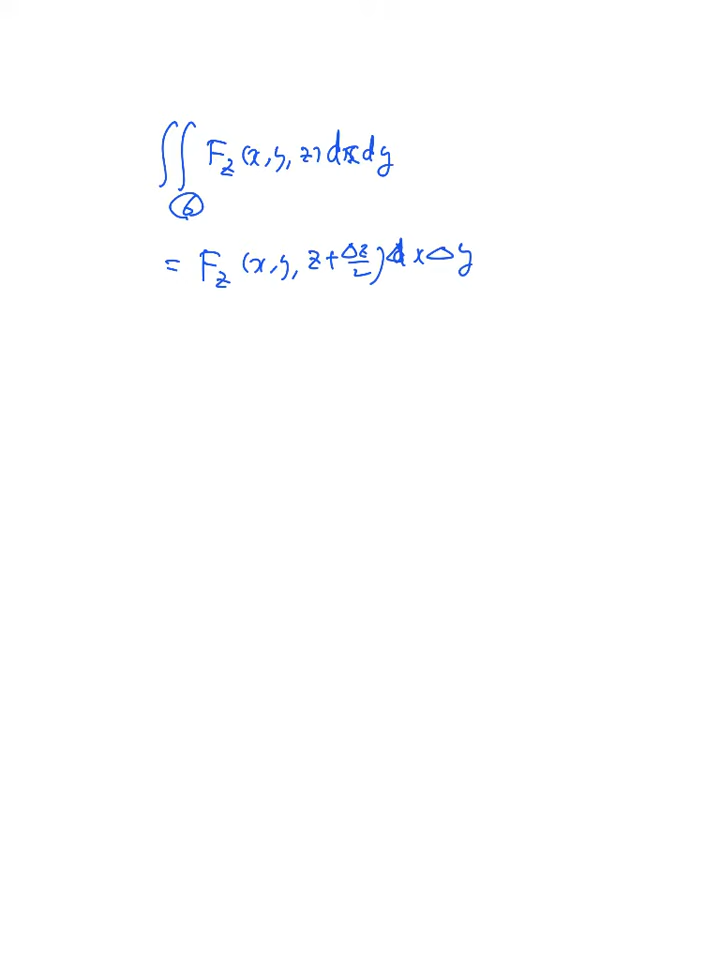 ∬⑥ F_z (x, y, z) dx dy
= F_z (x, y, z + Δz/2) Δx Δy